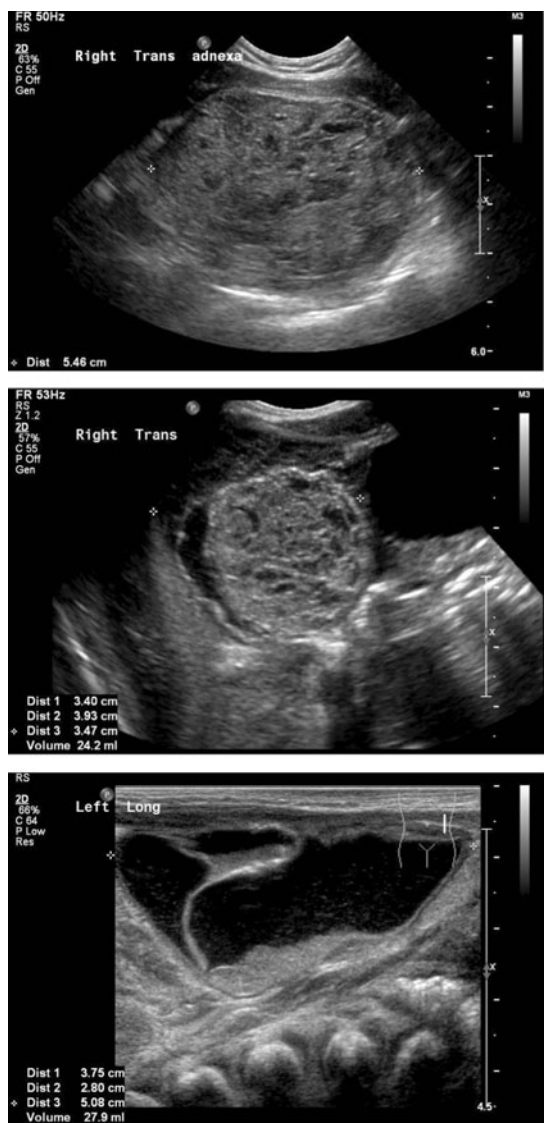 FR 50Hz
RS
2D
63%
C 55
P Off
Gen
Right Trans adnexa
M3
x
6.0
Dist 5.46 cm
FR 53Hz
RS
Z 1.2
2D
57%
C 55
P Off
Gen
Right Trans
M3
x
Dist 1 3.40 cm
Dist 2 3.93 cm
Dist 3 3.47 cm
Volume 24.2 ml
RS
2D
66%
C 64
P Low
Res
Left Long
x
4.5
Dist 1 3.75 cm
Dist 2 2.80 cm
Dist 3 5.08 cm
Volume 27.9 ml